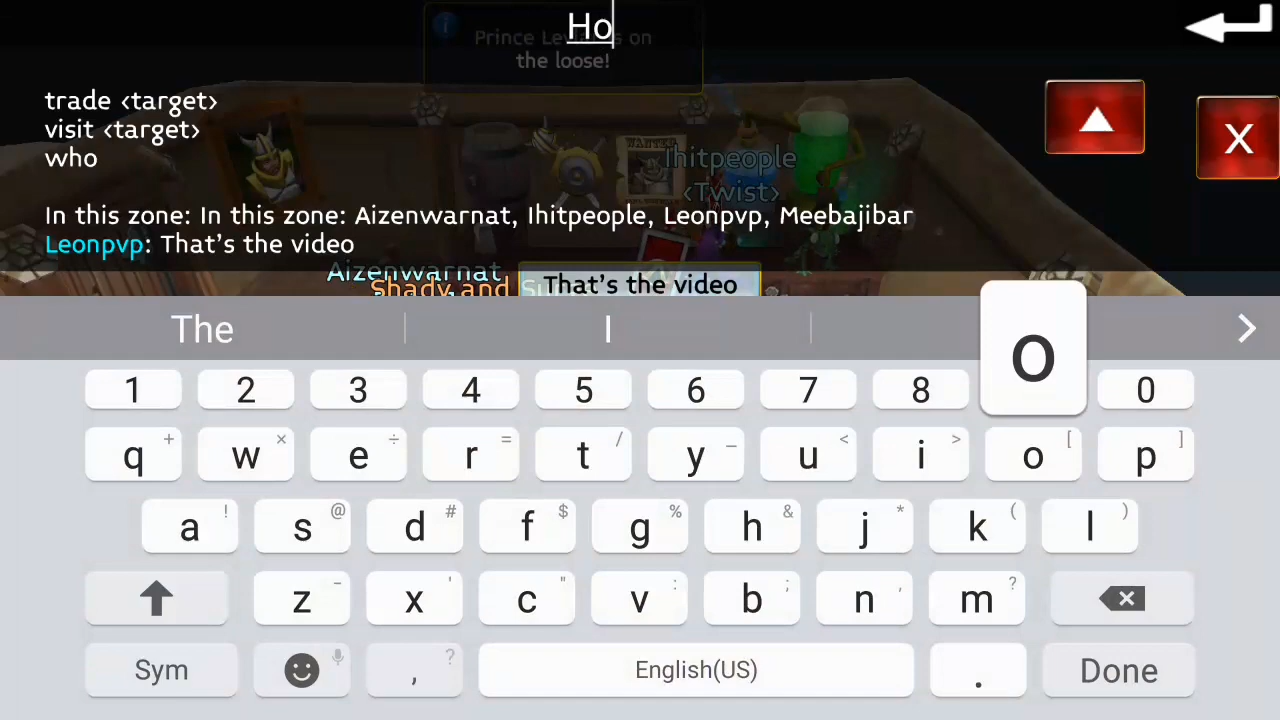 Ho
Prince Lev
s on
the loose!
trade <target>
visit <target>
who
WANTED
Ihitpeople
<Twist>
In this zone: In this zone: Aizenwarnat, Ihitpeople, Leonpvp, Meebajibar
Leonpvp: That's the video
X
Aizenwarnat
Shady and
That's the video
The I
o
1 2 3 4 5 6 7 8 0
q + w × e ÷ r = t / y _ u < i > o [ p ]
a ! s @ d # f $ g % h & j * k ( l )
z - x ' c " v : b ; n , m ?
Sym , ? English(US) . Done